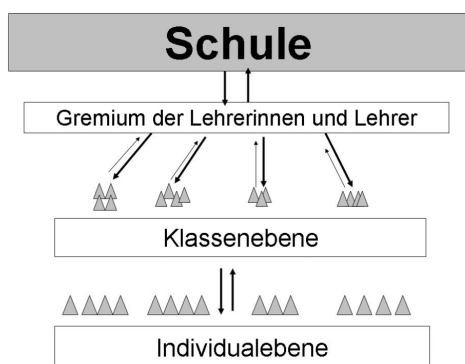 Schule
Gremium der Lehrerinnen und Lehrer
Klassenebene
Individualebene